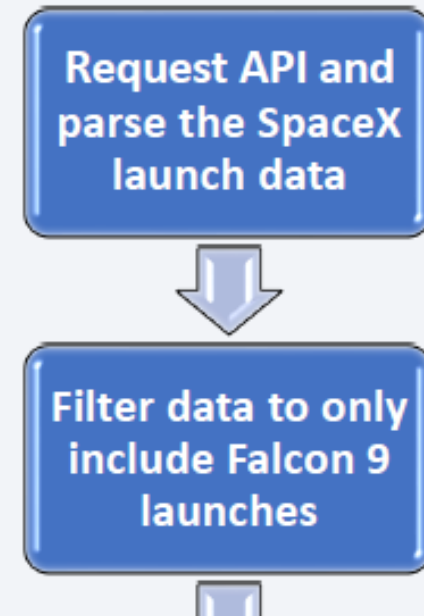 Request API and
parse the SpaceX
launch data
Filter data to only
include Falcon 9
launches